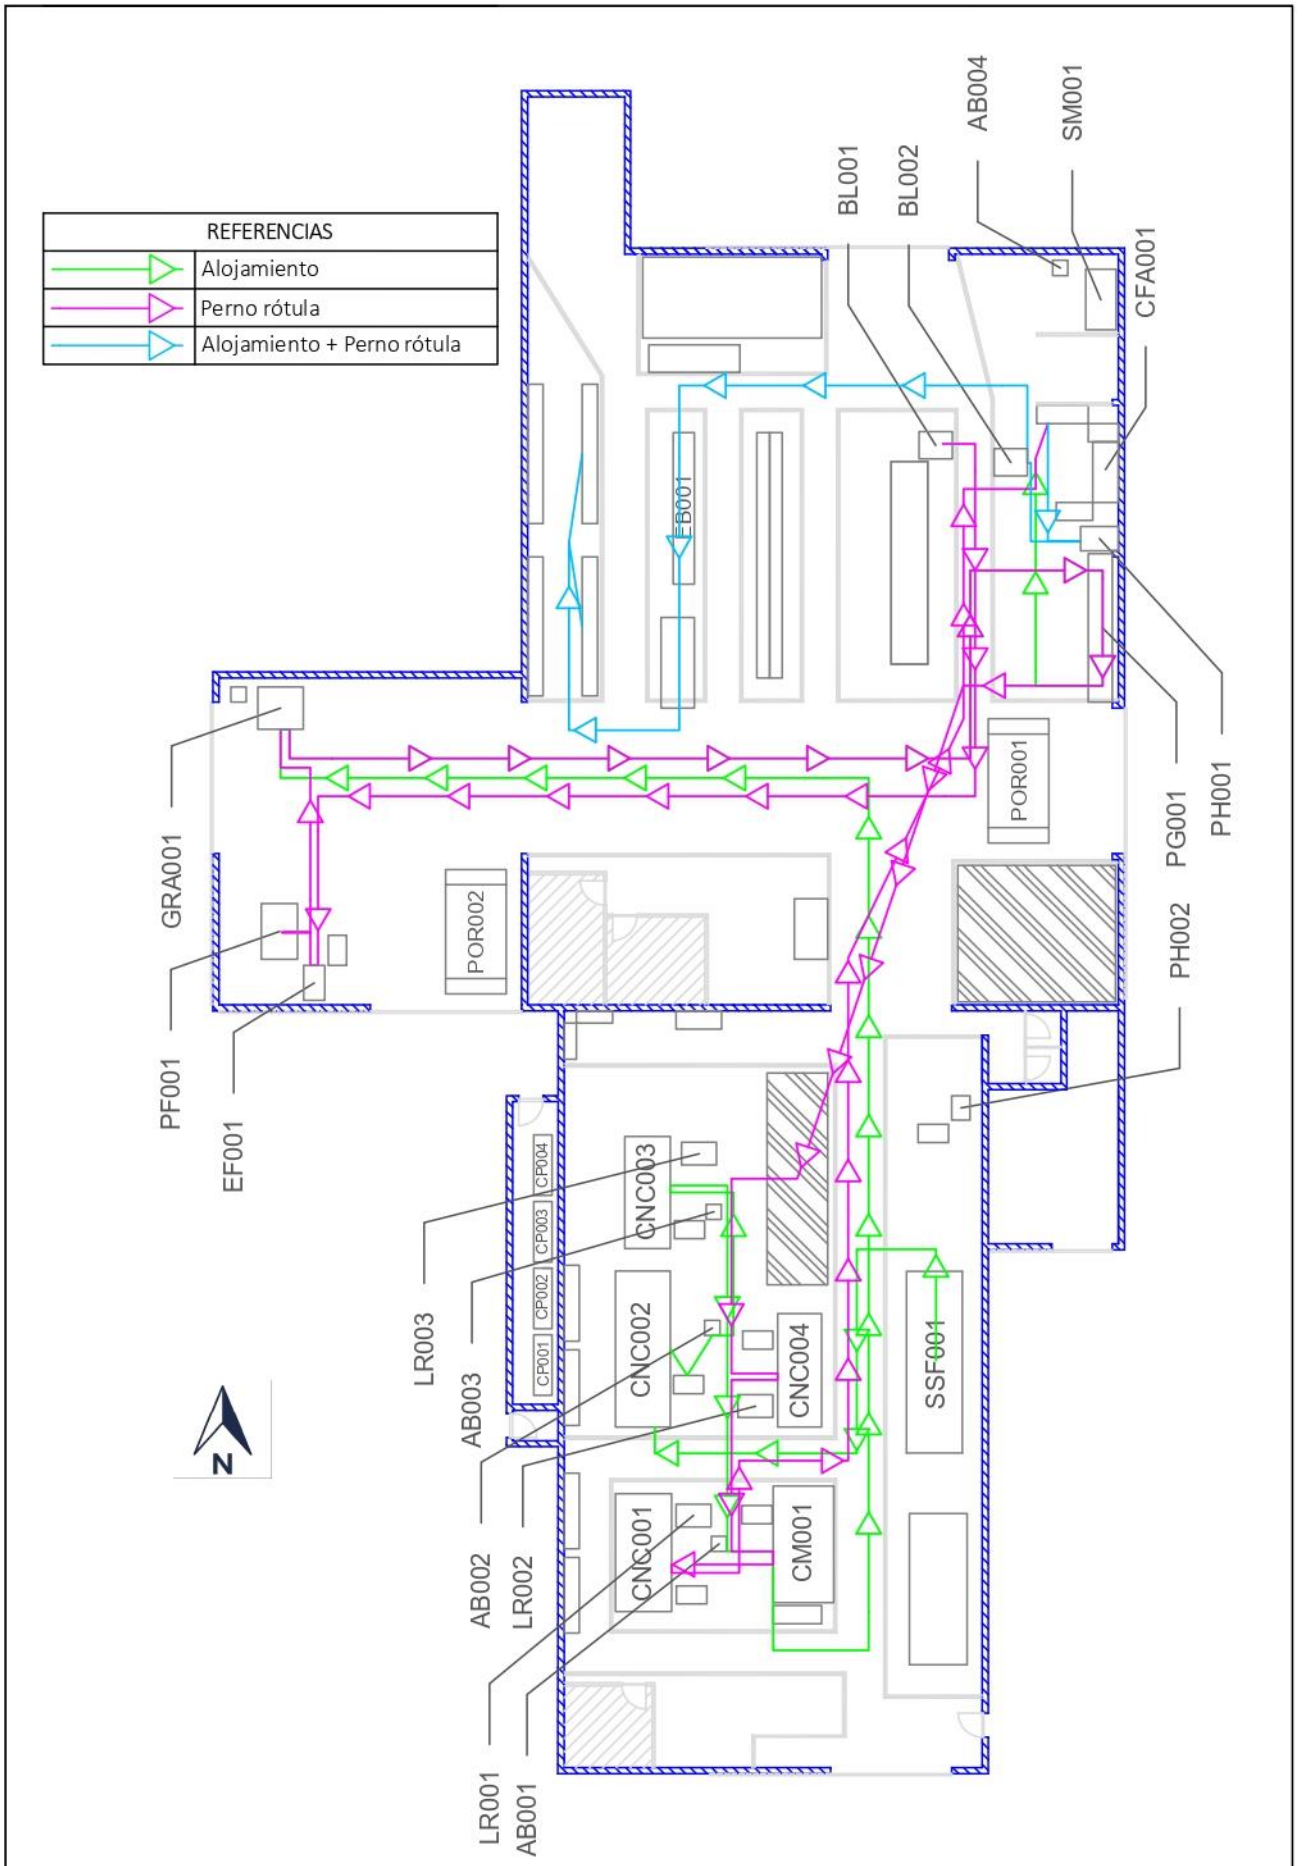 REFERENCIAS
Alojamiento
Perno rótula
Alojamiento + Perno rótula
AB004
SM001
BL001
BL002
CFA001
EB001
GRA001
POR001
PG001
PH001
POR002
PH002
PF001
EF001
CP004
CP003
CP002
CP001
CNC003
LR003
AB003
CNC002
CNC004
SSF001
N
AB002
LR002
CNC001
CM001
LR001
AB001